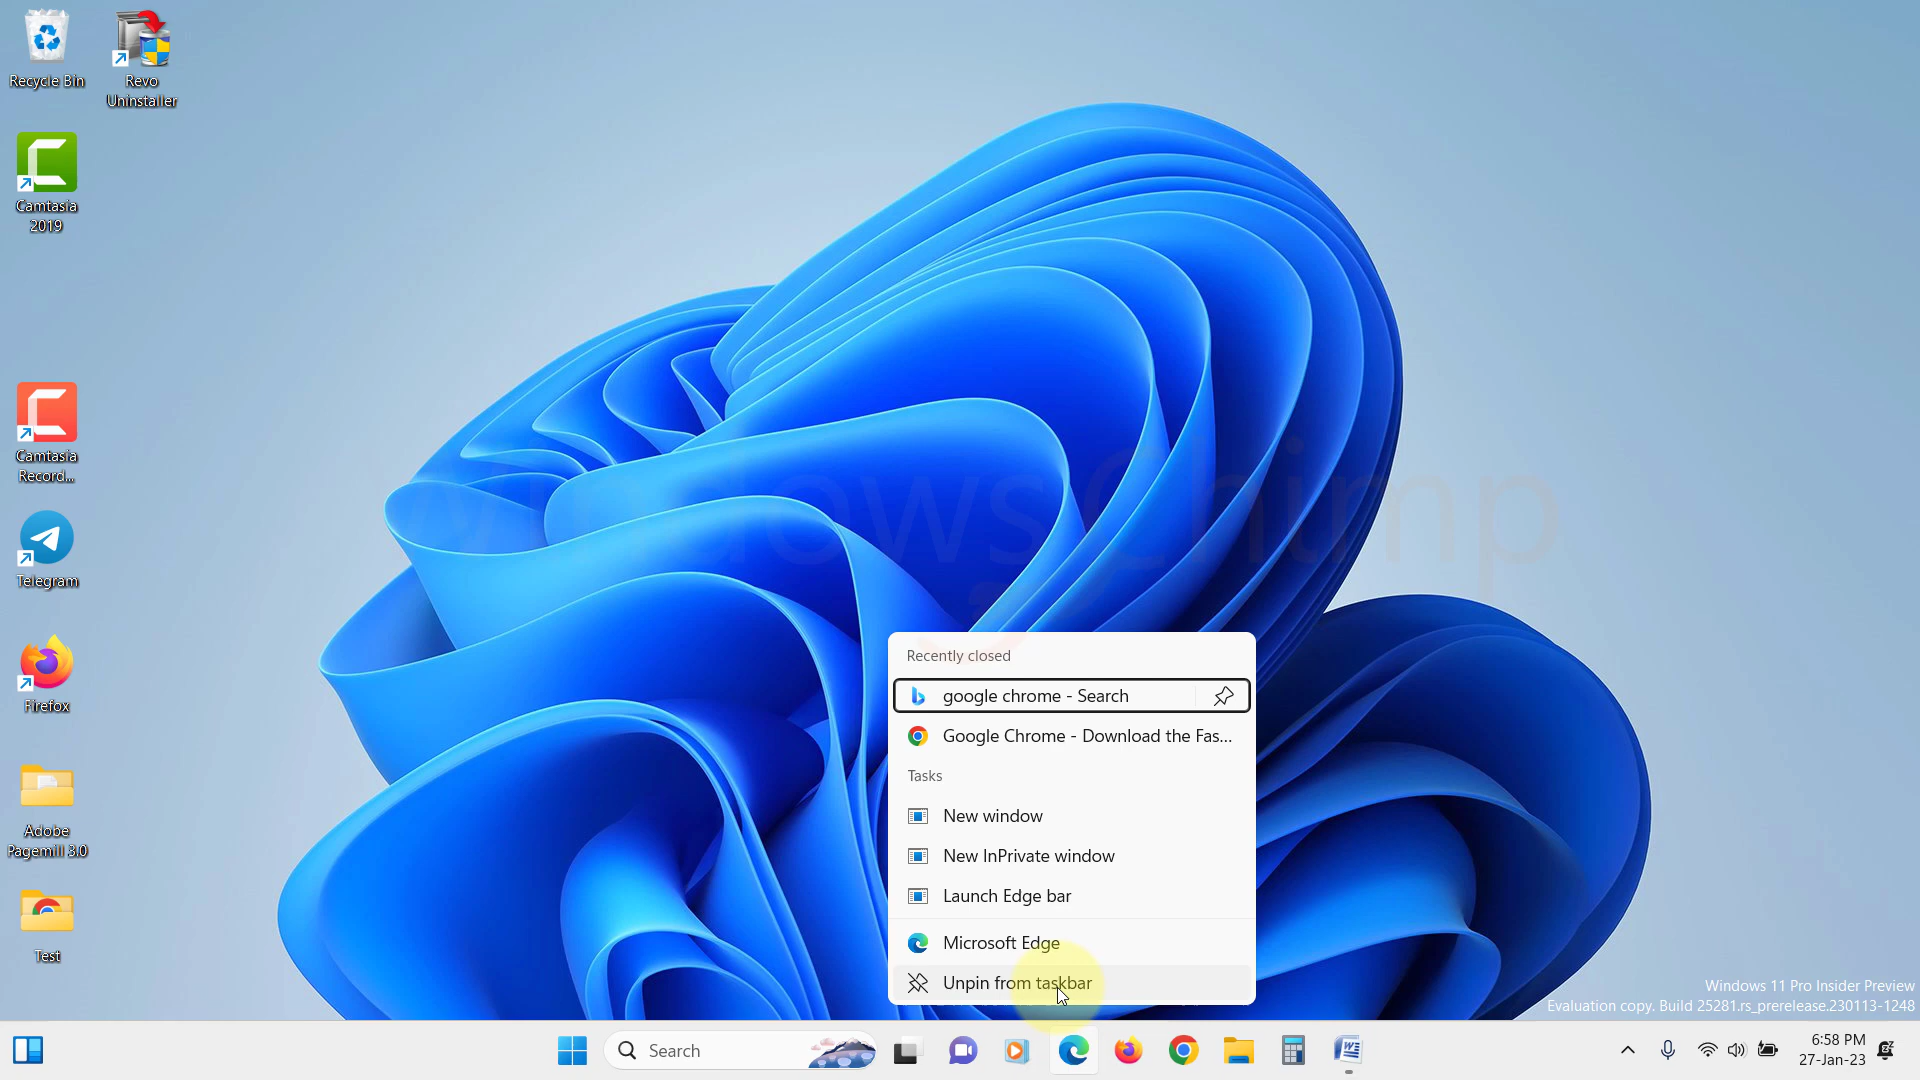 Recycle Bin
Revo
Uninstaller
Camtasia
2019
Camtasia
Record...
Telegram
Firefox
Adobe
Pagemill 3.0
Test
WindowsChimp
Recently closed
google chrome - Search
Google Chrome - Download the Fas...
Tasks
New window
New InPrivate window
Launch Edge bar
Microsoft Edge
Unpin from taskbar
Windows 11 Pro Insider Preview
Evaluation copy. Build 25281.rs_prerelease.230113-1248
Search
6:58 PM
27-Jan-23